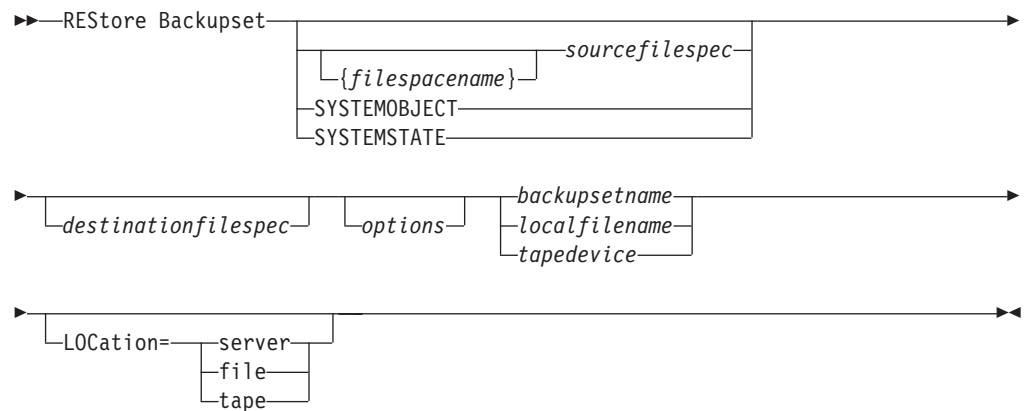 REStore Backupset
sourcefilespec
{filespacename}
SYSTEMOBJECT
SYSTEMSTATE
backupsetname
destinationfilespec
options
localfilename
tapedevice
LOCation=
server
file
tape